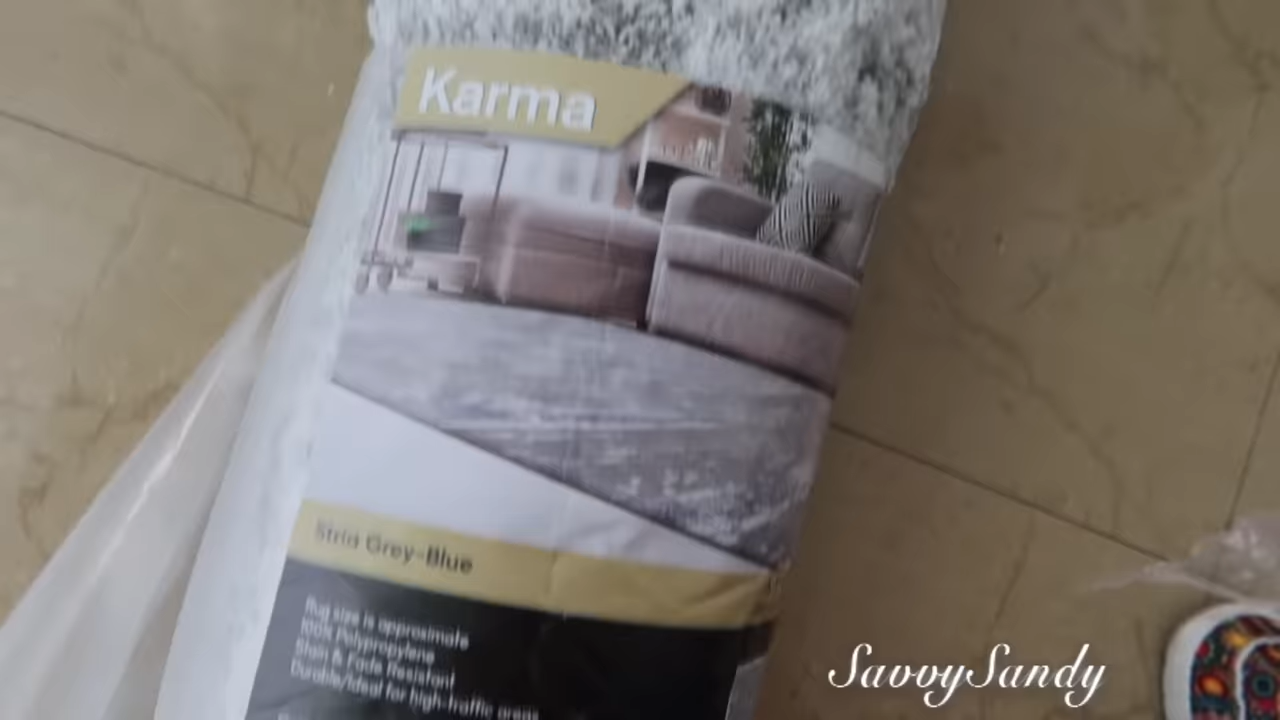 Karma
Strid Grey-Blue
Rug size is approximate
100% Polypropylene
Stain & Fade Resistant
Durable/Ideal for high-traffic areas
SavvySandy